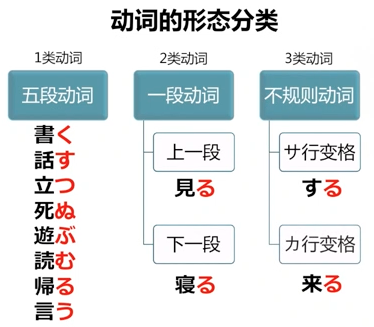 动词的形态分类
1类动词
五段动词
書く
話す
立つ
死ぬ
遊ぶ
読む
帰る
言う
2类动词
一段动词
上一段
見る
下一段
寝る
3类动词
不规则动词
サ行变格
する
カ行变格
来る